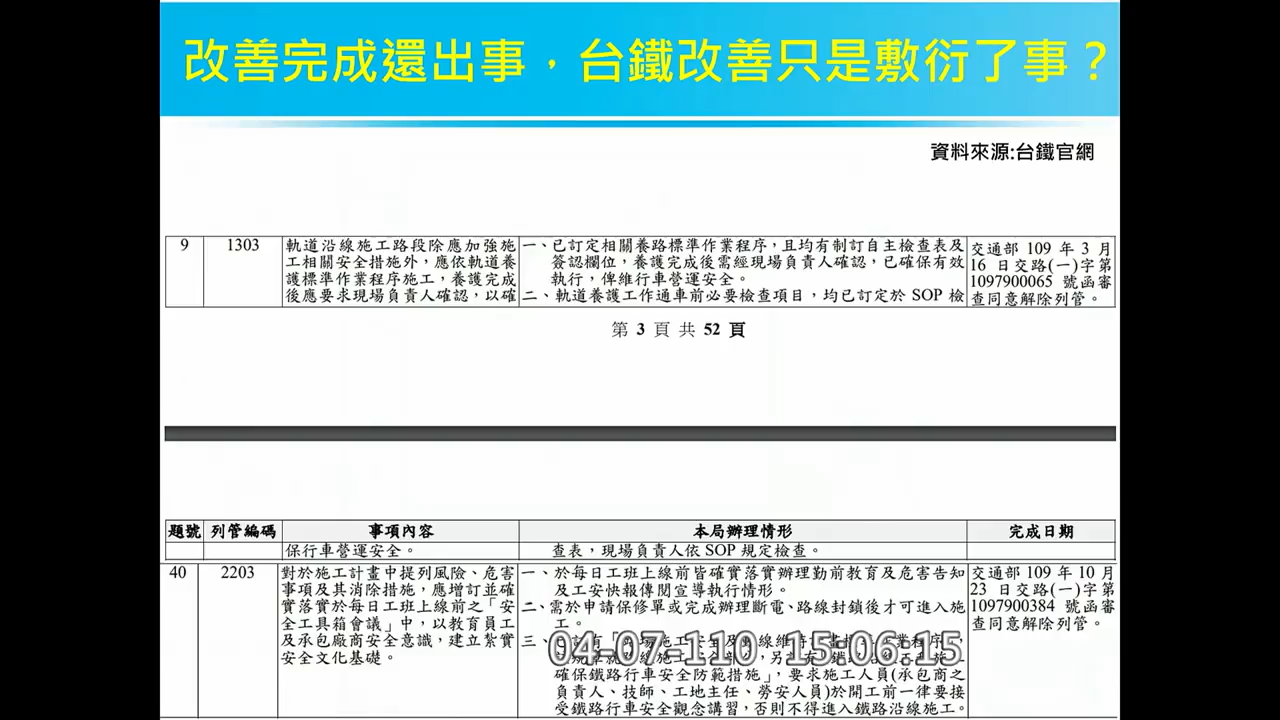 改善完成還出事，台鐵改善只是敷衍了事？
資料來源:台鐵官網
9
1303
軌道沿線施工路段除應加強施
工相關安全措施外，應依軌道養
護標準作業程序施工，養護完成
後應要求現場負責人確認，以確
一、已訂定相關養路標準作業程序，且均有制訂自主檢查表及
簽認欄位，養護完成後需經現場負責人確認，已確保有效
執行，俾維行車營運安全。
二、軌道養護工作通車前必要檢查項目，均已訂定於 SOP 檢
交通部 109 年 3 月
16 日交路(一)字第
1097900065 號函審
查同意解除列管。
第 3 頁 共 52 頁
題號 列管編碼 事項內容 本局辦理情形 完成日期
保行車營運安全。
查表，現場負責人依 SOP 規定檢查。
40
2203
對於施工計畫中提列風險、危害
事項及其消除措施，應增訂並確
實落實於每日工班上線前之「安
全工具箱會議」中，以教育員工
及承包廠商安全意識，建立紮實
安全文化基礎。
一、於每日工班上線前皆確實落實辦理勤前教育及危害告知
及工安快報傳閱宣導執行情形。
二、需於申請保修單或完成辦理斷電、路線封鎖後才可進入施
工。
三、
確保鐵路行車安全防範措施」，要求施工人員(承包商之
負責人、技師、工地主任、勞安人員)於開工前一律要接
受鐵路行車安全觀念講習，否則不得進入鐵路沿線施工。
交通部 109 年 10 月
23 日交路(一)字第
1097900384 號函審
查同意解除列管。
04-07-110 15:06:15